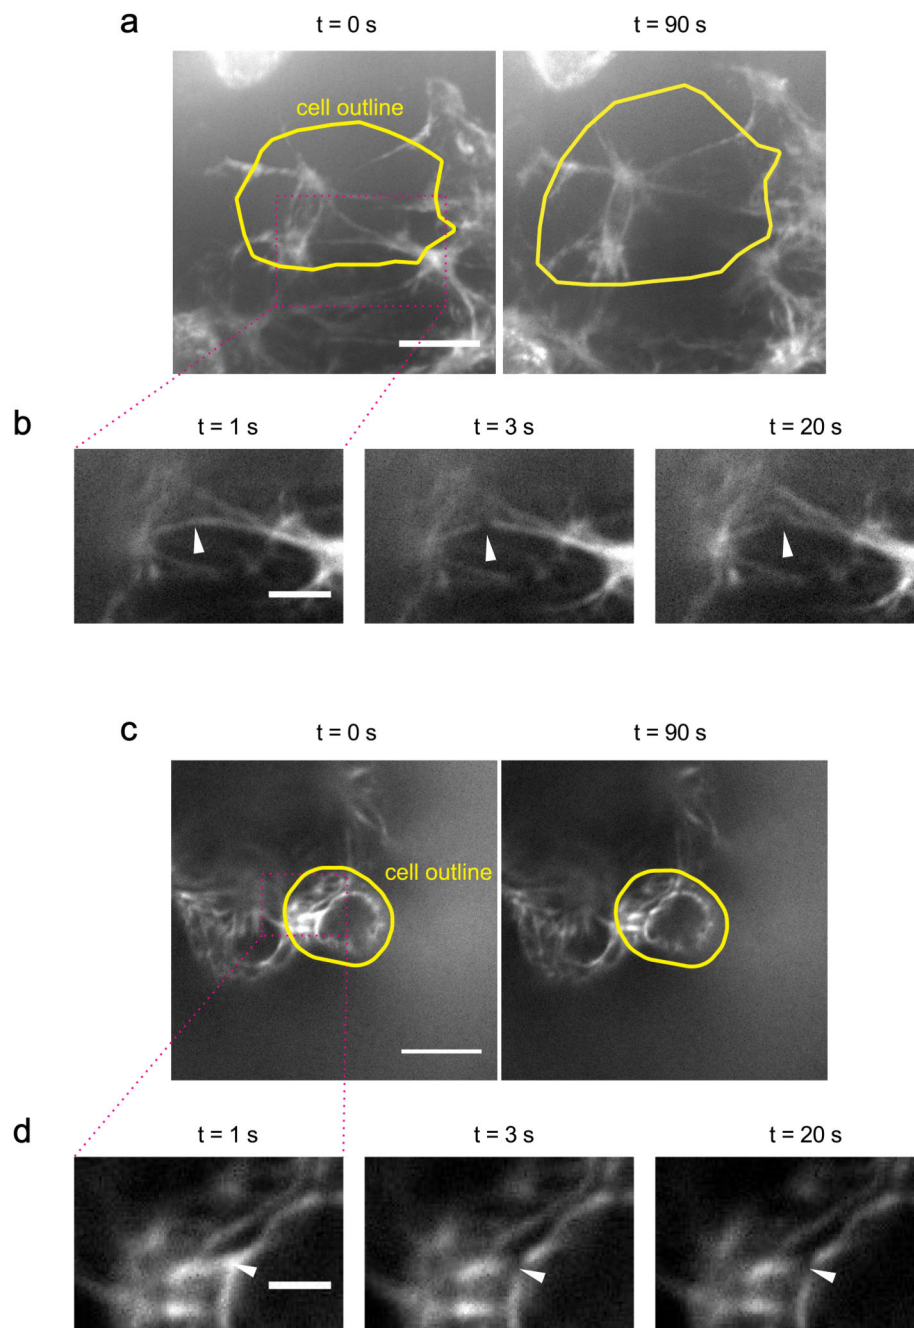 a
t = 0 s
t = 90 s
cell outline
b
t = 1 s
t = 3 s
t = 20 s
c
t = 0 s
t = 90 s
cell outline
d
t = 1 s
t = 3 s
t = 20 s